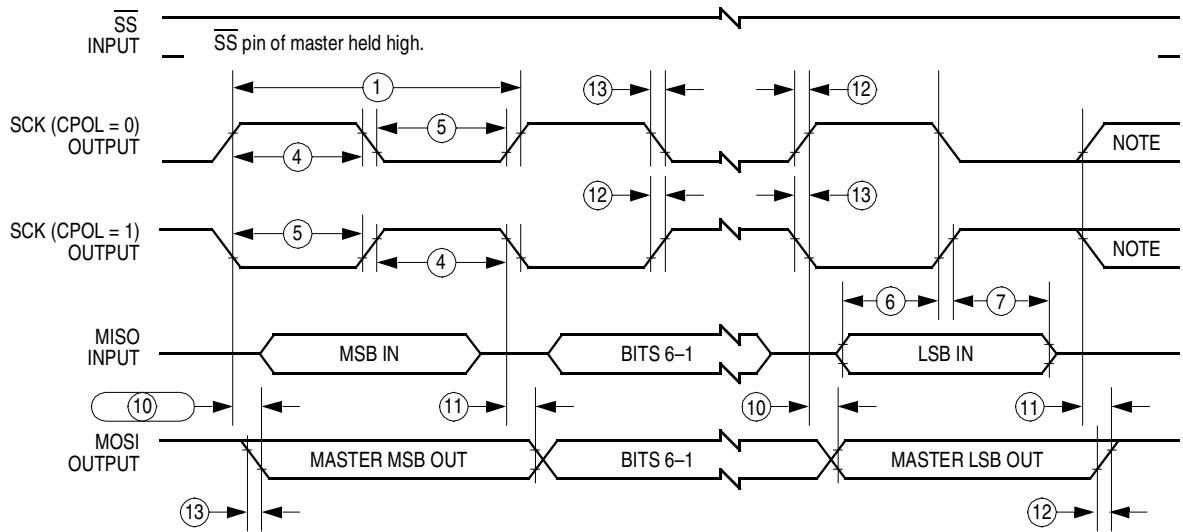 SS
INPUT
SS pin of master held high.
1
13
12
SCK (CPOL = 0)
OUTPUT
5
4
NOTE
12
13
SCK (CPOL = 1)
OUTPUT
5
4
NOTE
6
7
MISO
INPUT
MSB IN
BITS 6–1
LSB IN
10
11
10
11
MOSI
OUTPUT
MASTER MSB OUT
BITS 6–1
MASTER LSB OUT
13
12